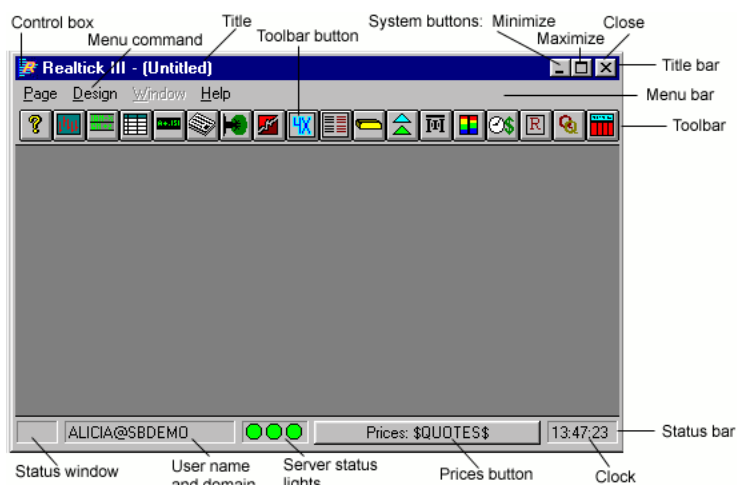 Control box
Title
System buttons: Minimize
Close
Menu command
Toolbar button
Maximize
Realtick III - (Untitled)
Title bar
Page Design Window Help
Menu bar
?
4X
R
Toolbar
ALICIA@SBDEMO
Prices: $QUOTES$
13:47:23
Status bar
Status window
User name
and domain
Server status
lights
Prices button
Clock